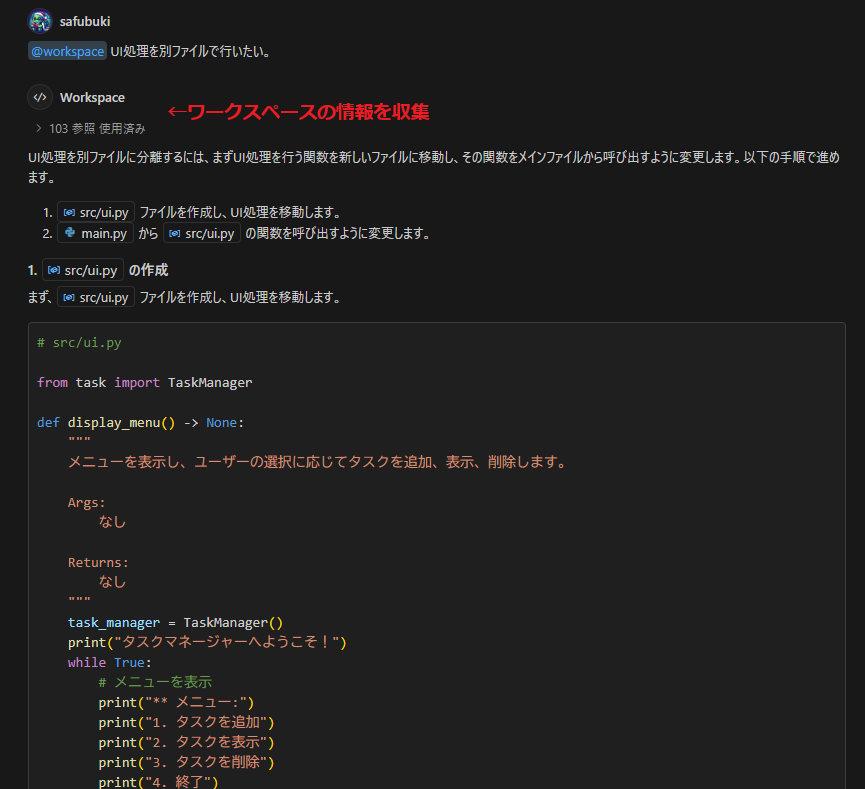 safubuki
@workspace UI処理を別ファイルで行いたい。
Workspace
←ワークスペースの情報を収集
103 参照 使用済み
UI処理を別ファイルに分離するには、まずUI処理を行う関数を新しいファイルに移動し、その関数をメインファイルから呼び出すように変更します。以下の手順で進め
ます。
1. src/ui.py ファイルを作成し、UI処理を移動します。
2. main.py から src/ui.py の関数を呼び出すように変更します。
1. src/ui.py の作成
まず、 src/ui.py ファイルを作成し、UI処理を移動します。
# src/ui.py
from task import TaskManager
def display_menu() -> None:
"""
メニューを表示し、ユーザーの選択に応じてタスクを追加、表示、削除します。
Args:
なし
Returns:
なし
"""
task_manager = TaskManager()
print("タスクマネージャーへようこそ！")
while True:
# メニューを表示
print("** メニュー:")
print("1. タスクを追加")
print("2. タスクを表示")
print("3. タスクを削除")
print("4. 終了")